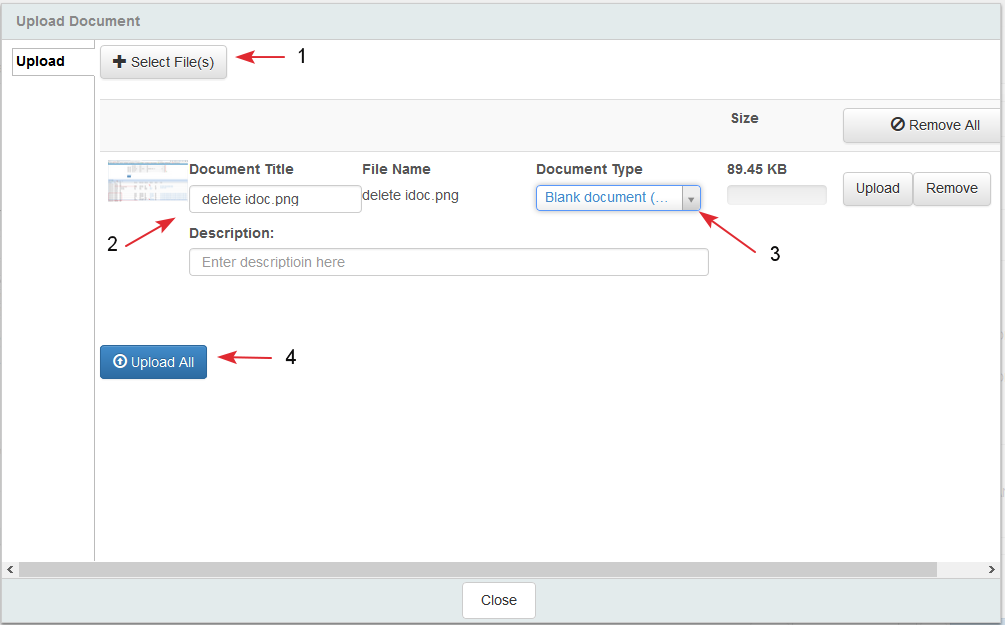 Upload Document
Upload
Select File(s)
1
Size
Remove All
Document Title
File Name
Document Type
89.45 KB
delete idoc.png
delete idoc.png
Blank document (...
Upload
Remove
2
Description:
3
Enter descriptioin here
Upload All
4
Close